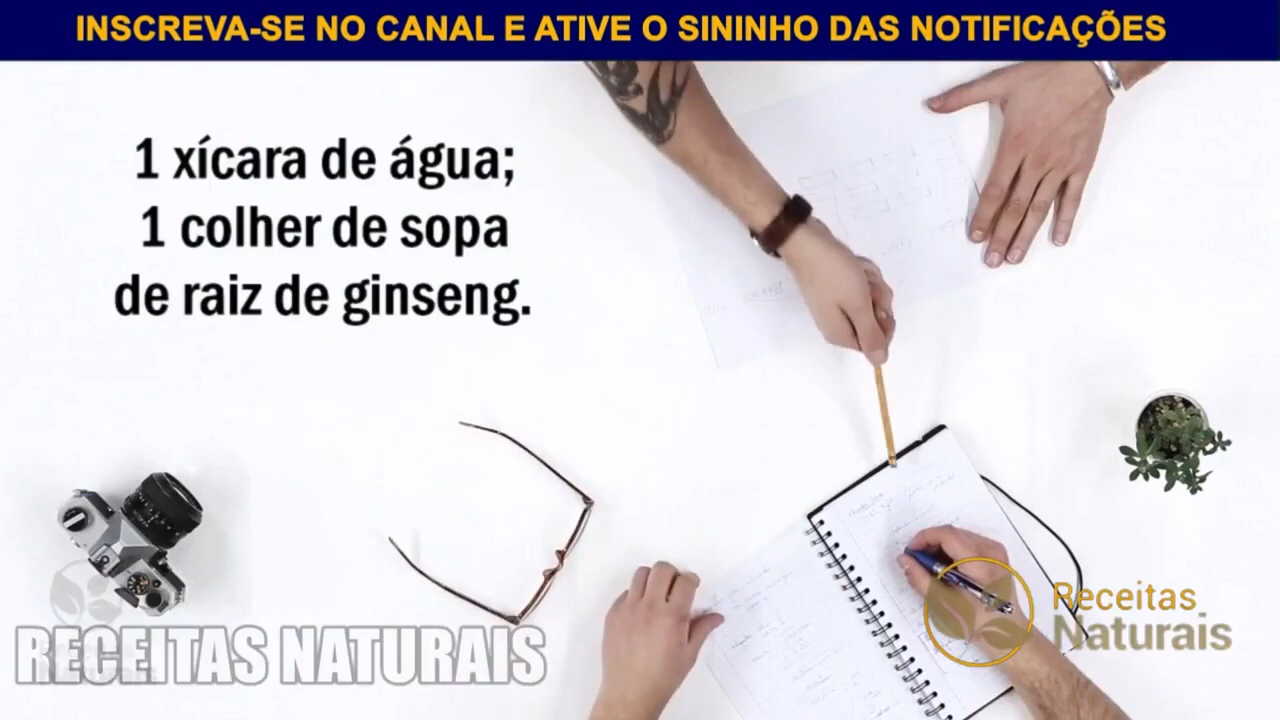 INSCREVA-SE NO CANAL E ATIVE O SININHO DAS NOTIFICAÇÕES
1 xícara de água;
1 colher de sopa
de raiz de ginseng.
Receitas
Naturais
RECEITAS NATURAIS